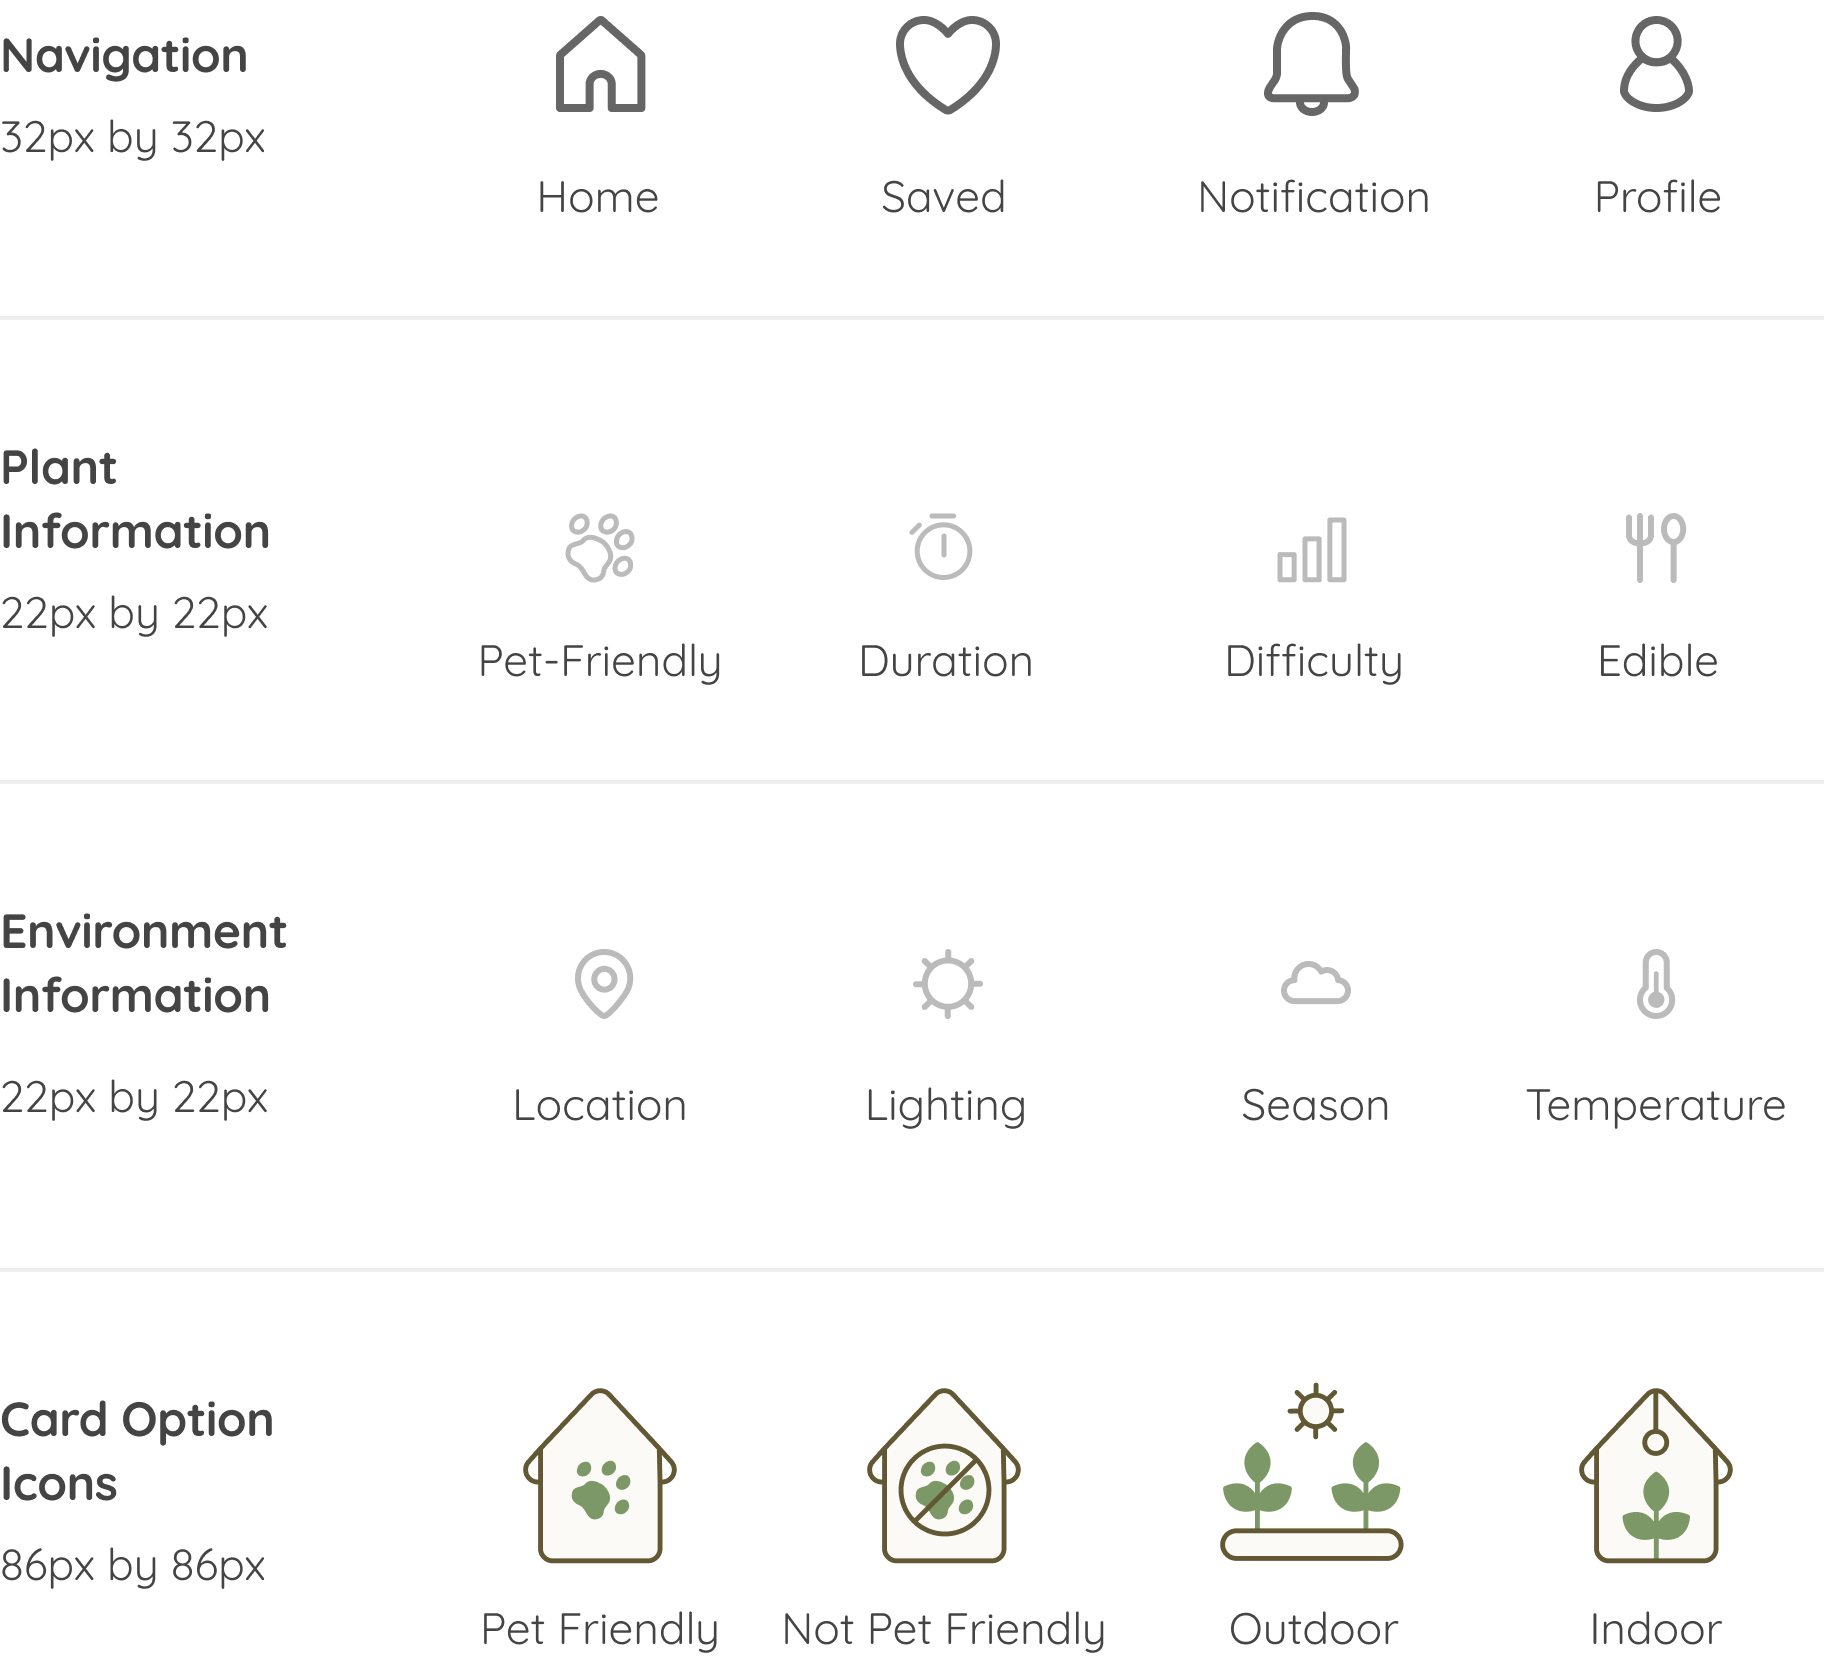 Navigation
32px by 32px
Home
Saved
Notification
Profile
Plant
Information
22px by 22px
Pet-Friendly
Duration
Difficulty
Edible
Environment
Information
22px by 22px
Location
Lighting
Season
Temperature
Card Option
Icons
86px by 86px
Pet Friendly
Not Pet Friendly
Outdoor
Indoor